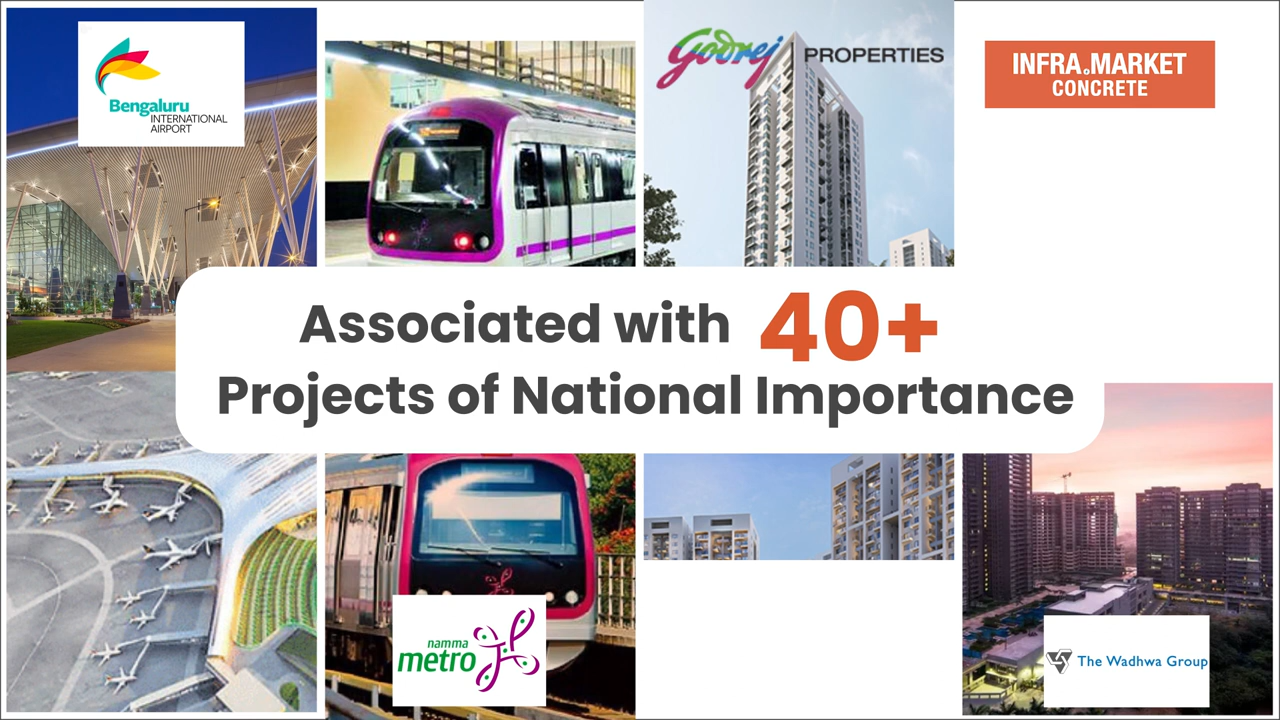 Bengaluru
INTERNATIONAL
AIRPORT
Godrej PROPERTIES
INFRA.MARKET
CONCRETE
Associated with 40+
Projects of National Importance
namma
metro
The Wadhwa Group